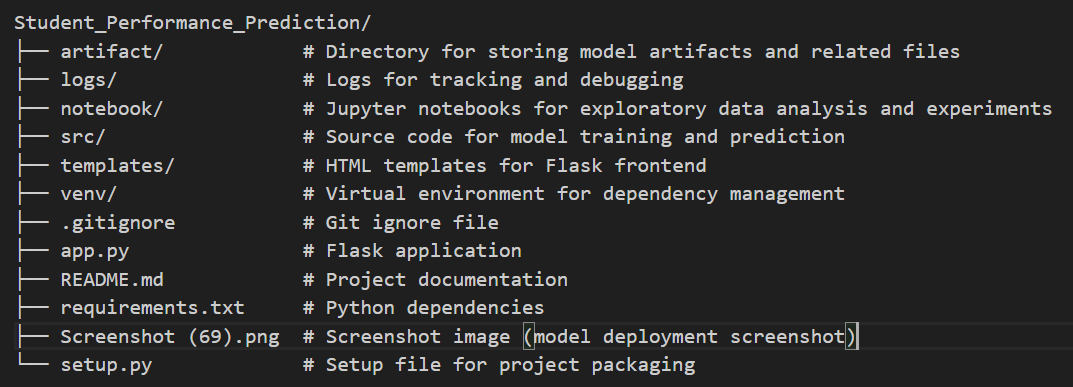 Student_Performance_Prediction/
├── artifact/            # Directory for storing model artifacts and related files
├── logs/                # Logs for tracking and debugging
├── notebook/            # Jupyter notebooks for exploratory data analysis and experiments
├── src/                 # Source code for model training and prediction
├── templates/           # HTML templates for Flask frontend
├── venv/                # Virtual environment for dependency management
├── .gitignore           # Git ignore file
├── app.py               # Flask application
├── README.md            # Project documentation
├── requirements.txt     # Python dependencies
├── Screenshot (69).png  # Screenshot image (model deployment screenshot)
└── setup.py             # Setup file for project packaging